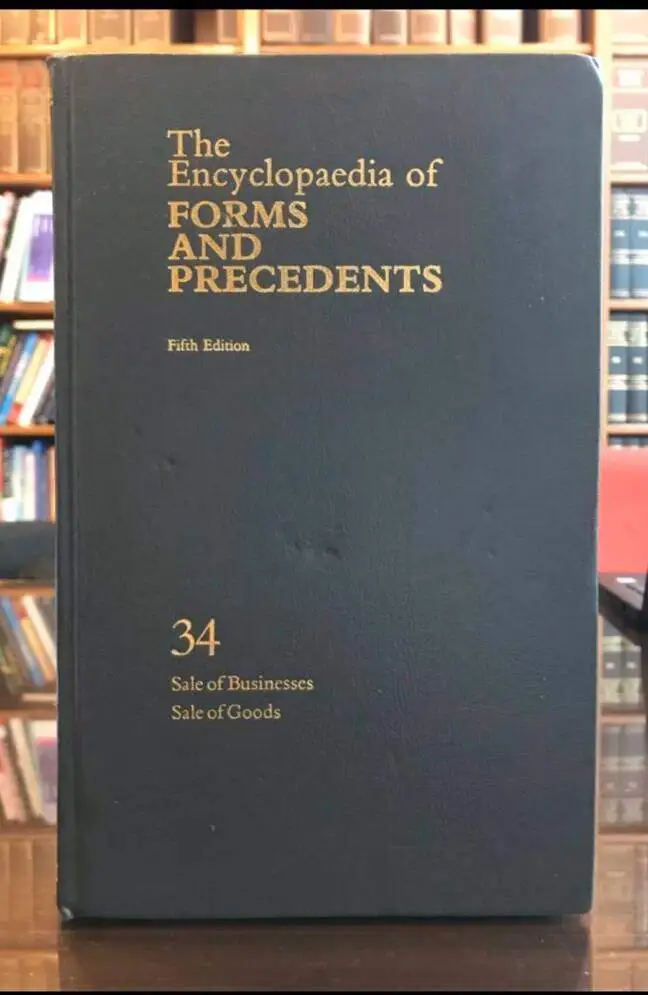 The
Encyclopaedia of
FORMS
AND
PRECEDENTS
Fifth Edition
34
Sale of Businesses
Sale of Goods